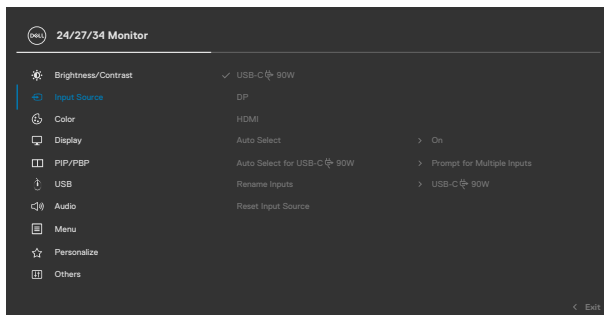 DELL 24/27/34 Monitor
Brightness/Contrast USB-C 90W
Input Source DP
Color HDMI
Display Auto Select > On
PIP/PBP Auto Select for USB-C 90W > Prompt for Multiple Inputs
USB Rename Inputs > USB-C 90W
Audio Reset Input Source
Menu
Personalize
Others
< Exit